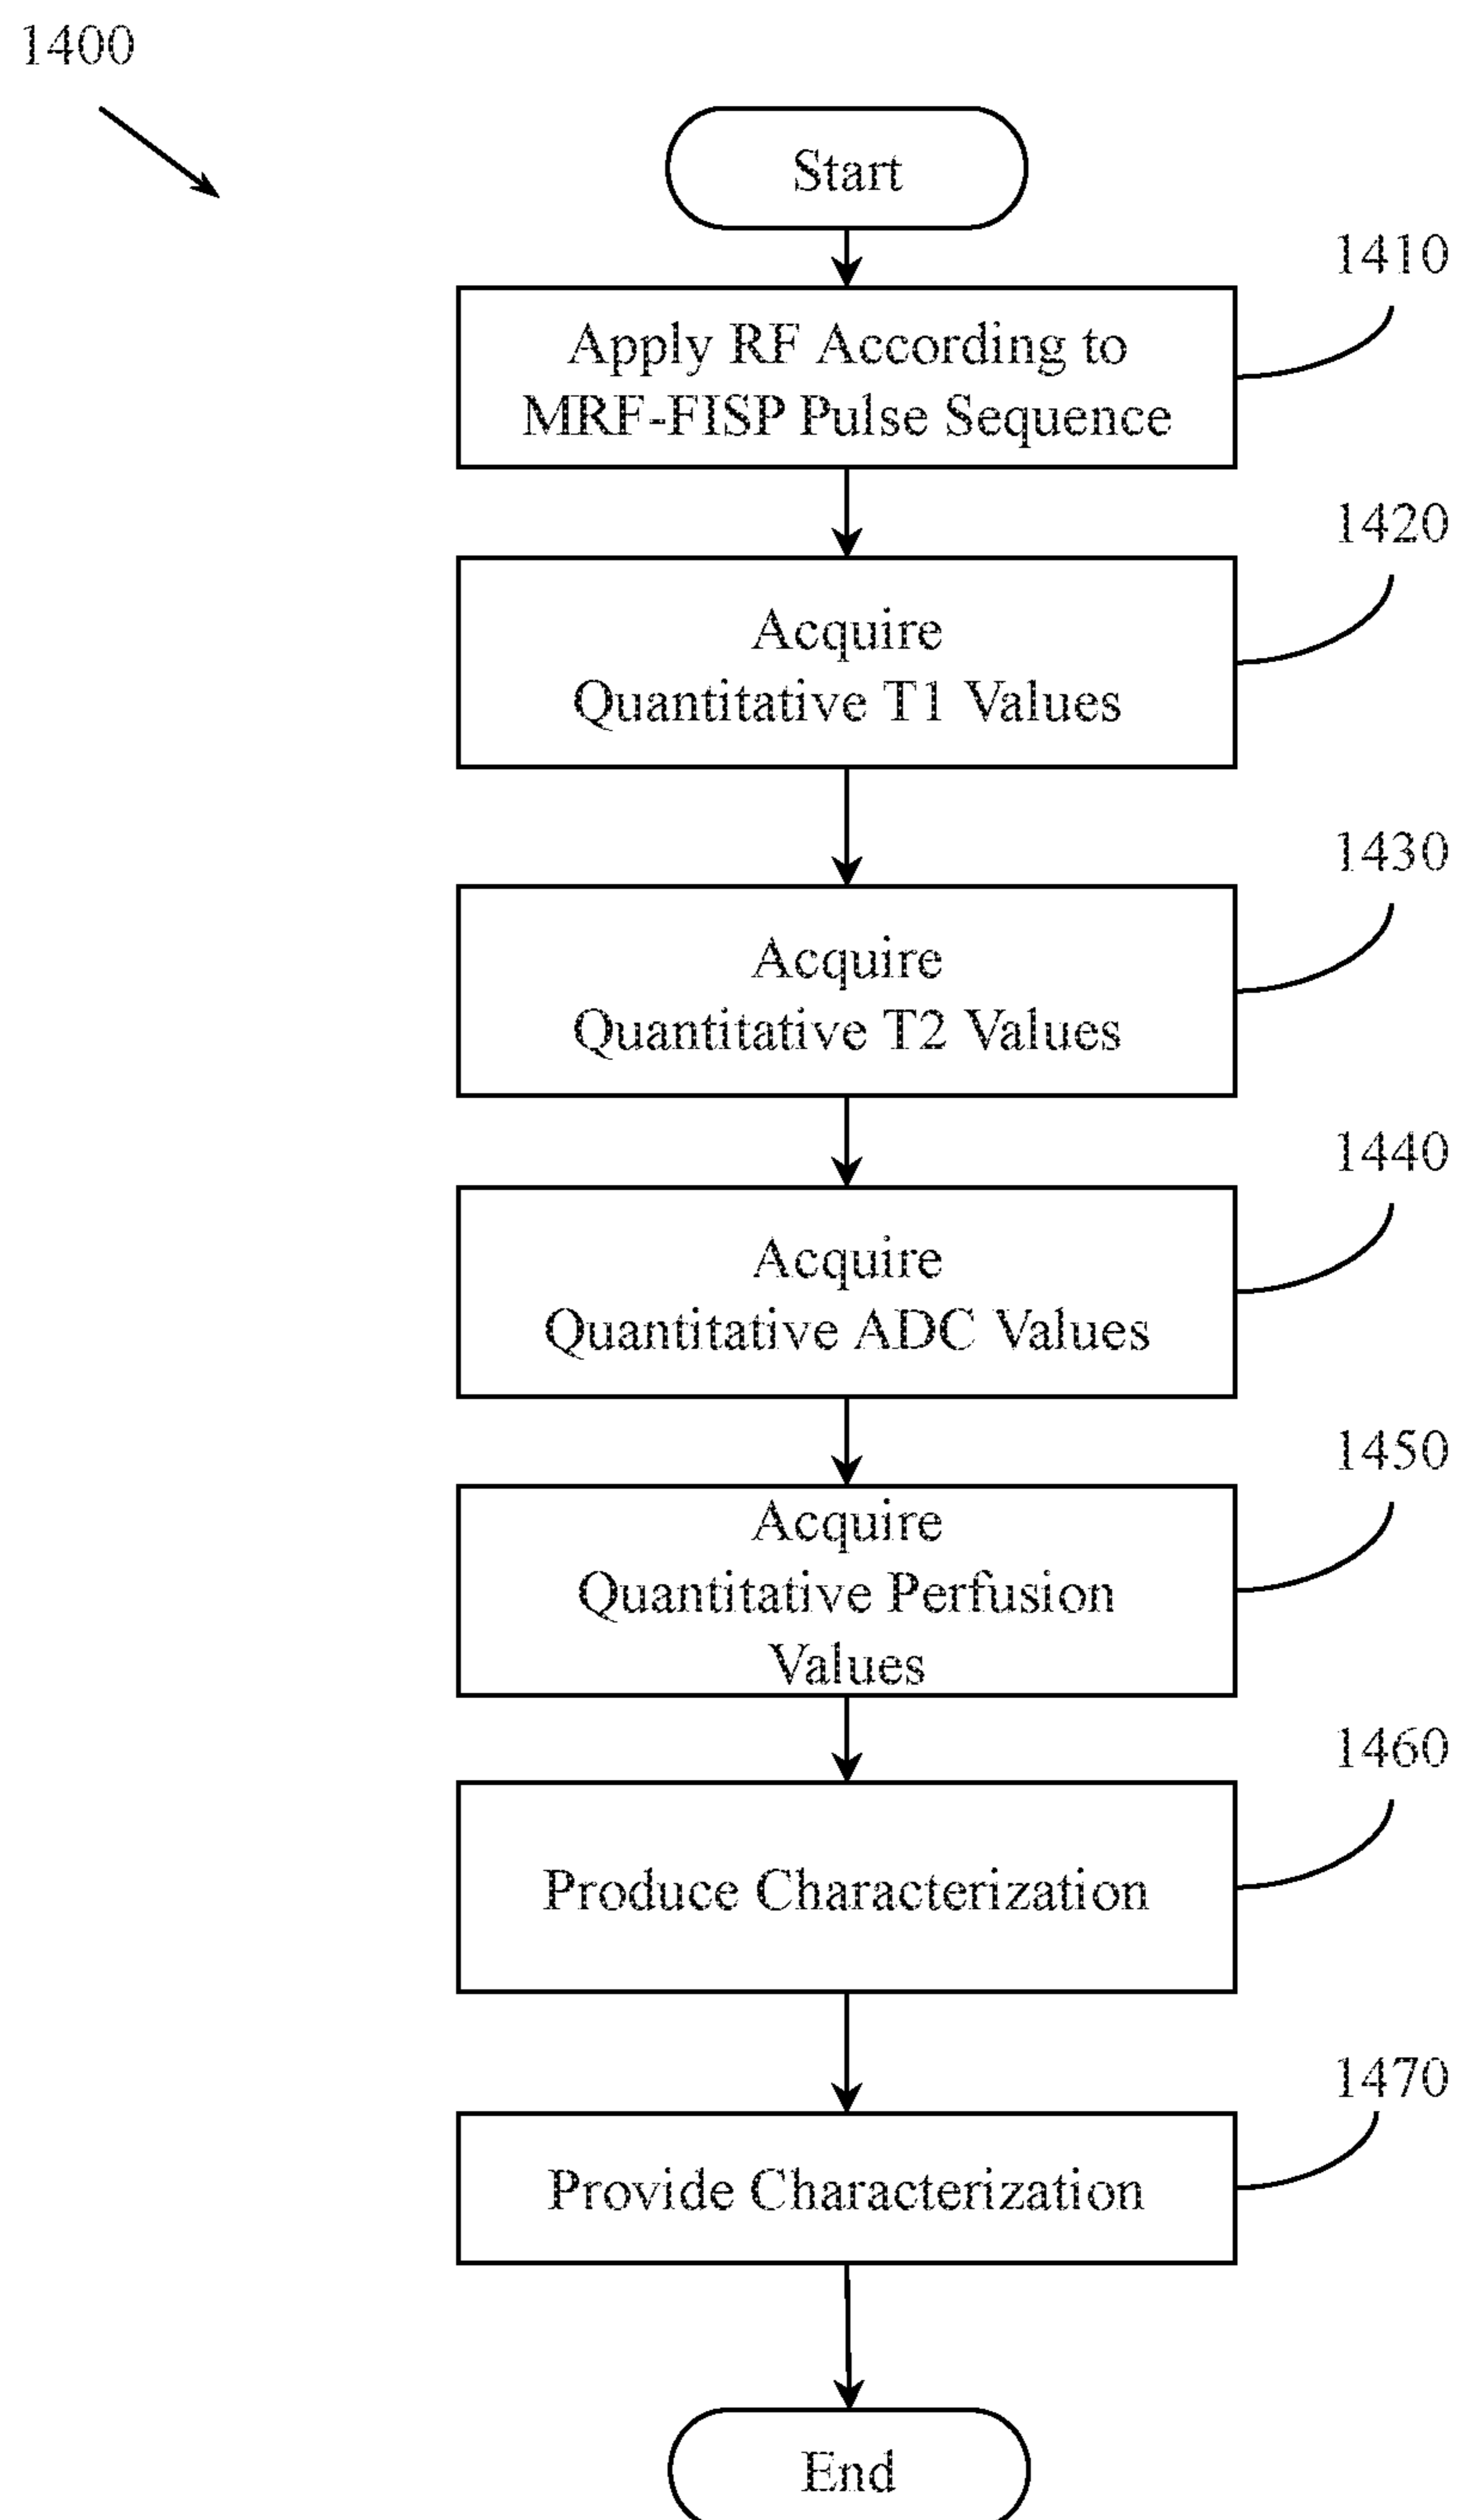 1400
Start
1410
Apply RF According to
MRF-FISP Pulse Sequence
1420
Acquire
Quantitative T1 Values
1430
Acquire
Quantitative T2 Values
1440
Acquire
Quantitative ADC Values
1450
Acquire
Quantitative Perfusion
Values
1460
Produce Characterization
1470
Provide Characterization
End